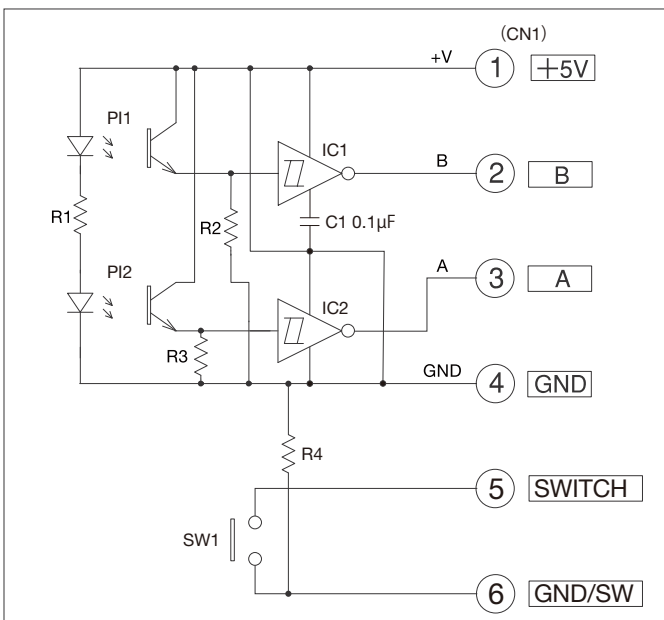 (CN1)
+V 1 +5V
PI1
IC1
B 2 B
R1
R2
C1 0.1μF
PI2
A 3 A
IC2
R3
GND 4 GND
R4
5 SWITCH
SW1
6 GND/SW